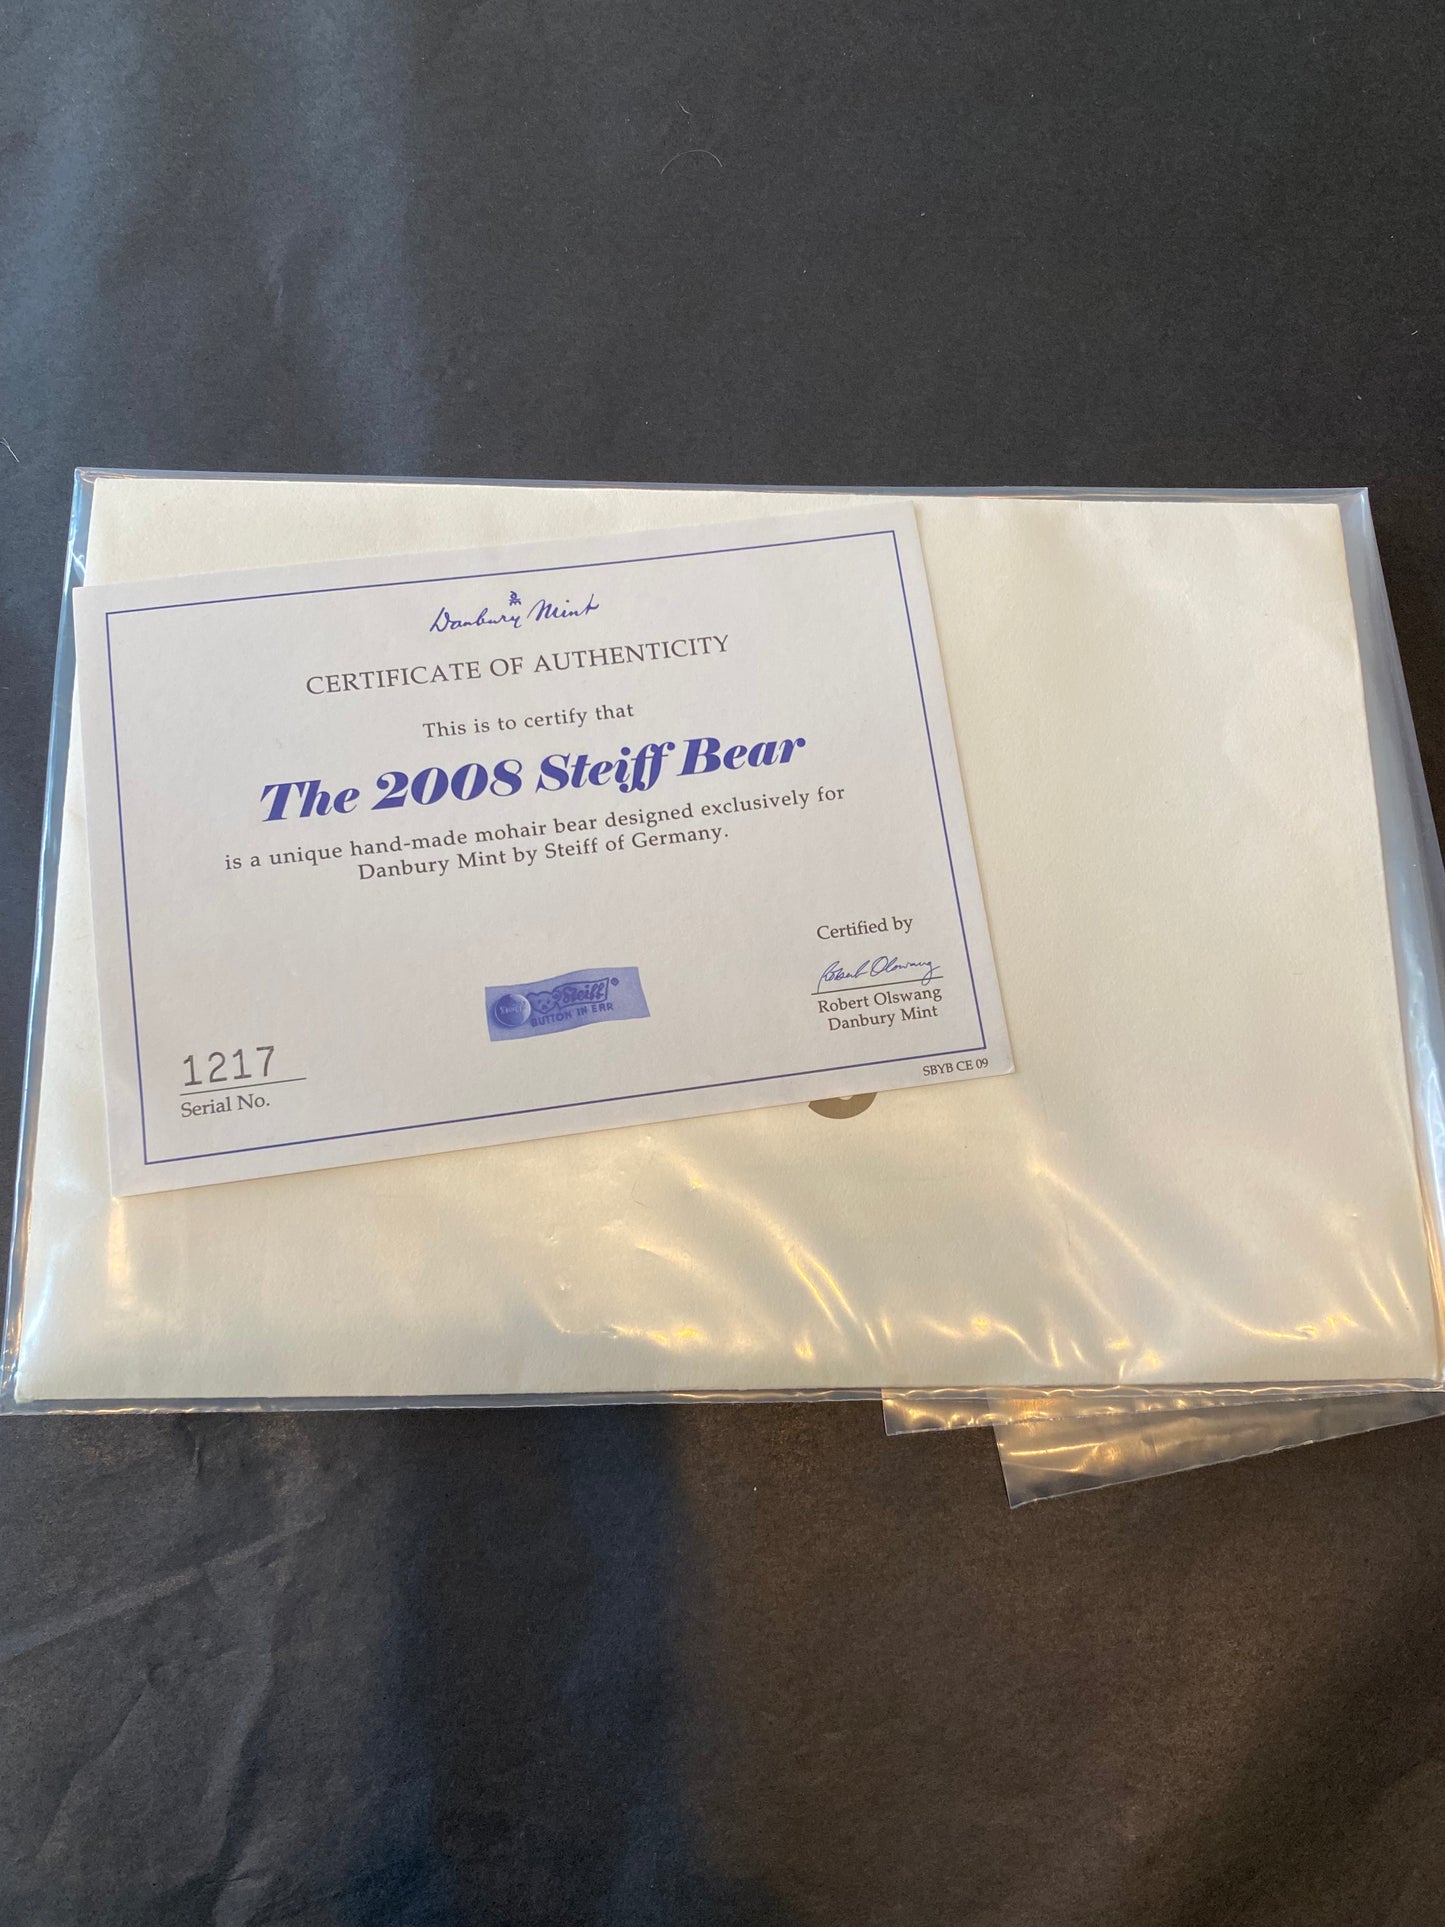 Danbury Mint
CERTIFICATE OF AUTHENTICITY
This is to certify that
The 2008 Steiff Bear
is a unique hand-made mohair bear designed exclusively for
Danbury Mint by Steiff of Germany.
Certified by
Robert Olswang
Robert Olswang
Danbury Mint
Steiff
BUTTON IN EAR
1217
Serial No.
SBYB CE 09